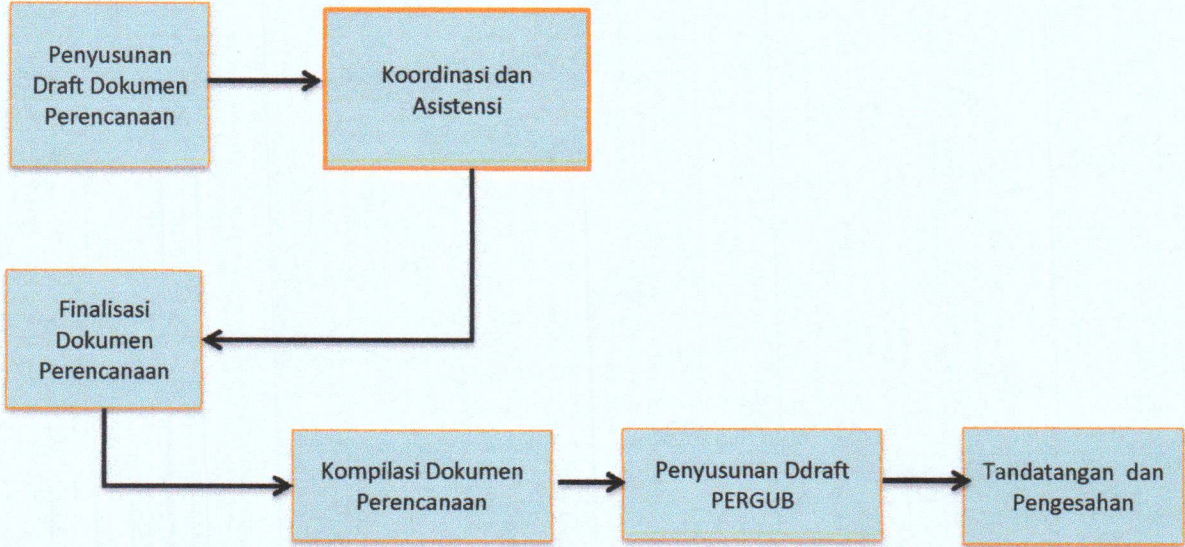 Penyusunan
Draft Dokumen
Perencanaan
Koordinasi dan
Asistensi
Finalisasi
Dokumen
Perencanaan
Kompilasi Dokumen
Perencanaan
Penyusunan Ddraft
PERGUB
Tandatangan dan
Pengesahan